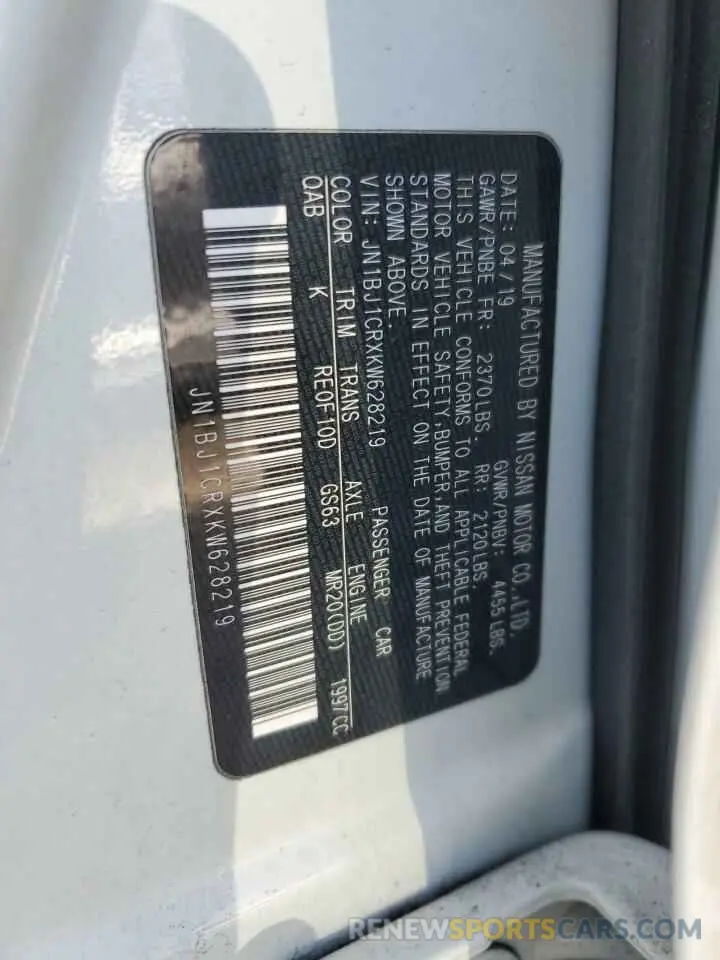 MANUFACTURED BY NISSAN MOTOR CO.,LTD.
DATE: 04/19 GVWR/PNBV: 4455 LBS.
GAWR/PNBE FR: 2370LBS. RR: 2120LBS.
THIS VEHICLE CONFORMS TO ALL APPLICABLE FEDERAL
MOTOR VEHICLE SAFETY,BUMPER,AND THEFT PREVENTION
STANDARDS IN EFFECT ON THE DATE OF MANUFACTURE
SHOWN ABOVE.
VIN: JN1BJ1CRXKW628219 PASSENGER CAR
COLOR TRIM TRANS AXLE ENGINE
QAB K REOF10D GS63 MR20(DD) 1997CC
JN1BJ1CRXKW628219
RENEWSPORTSCARS.COM